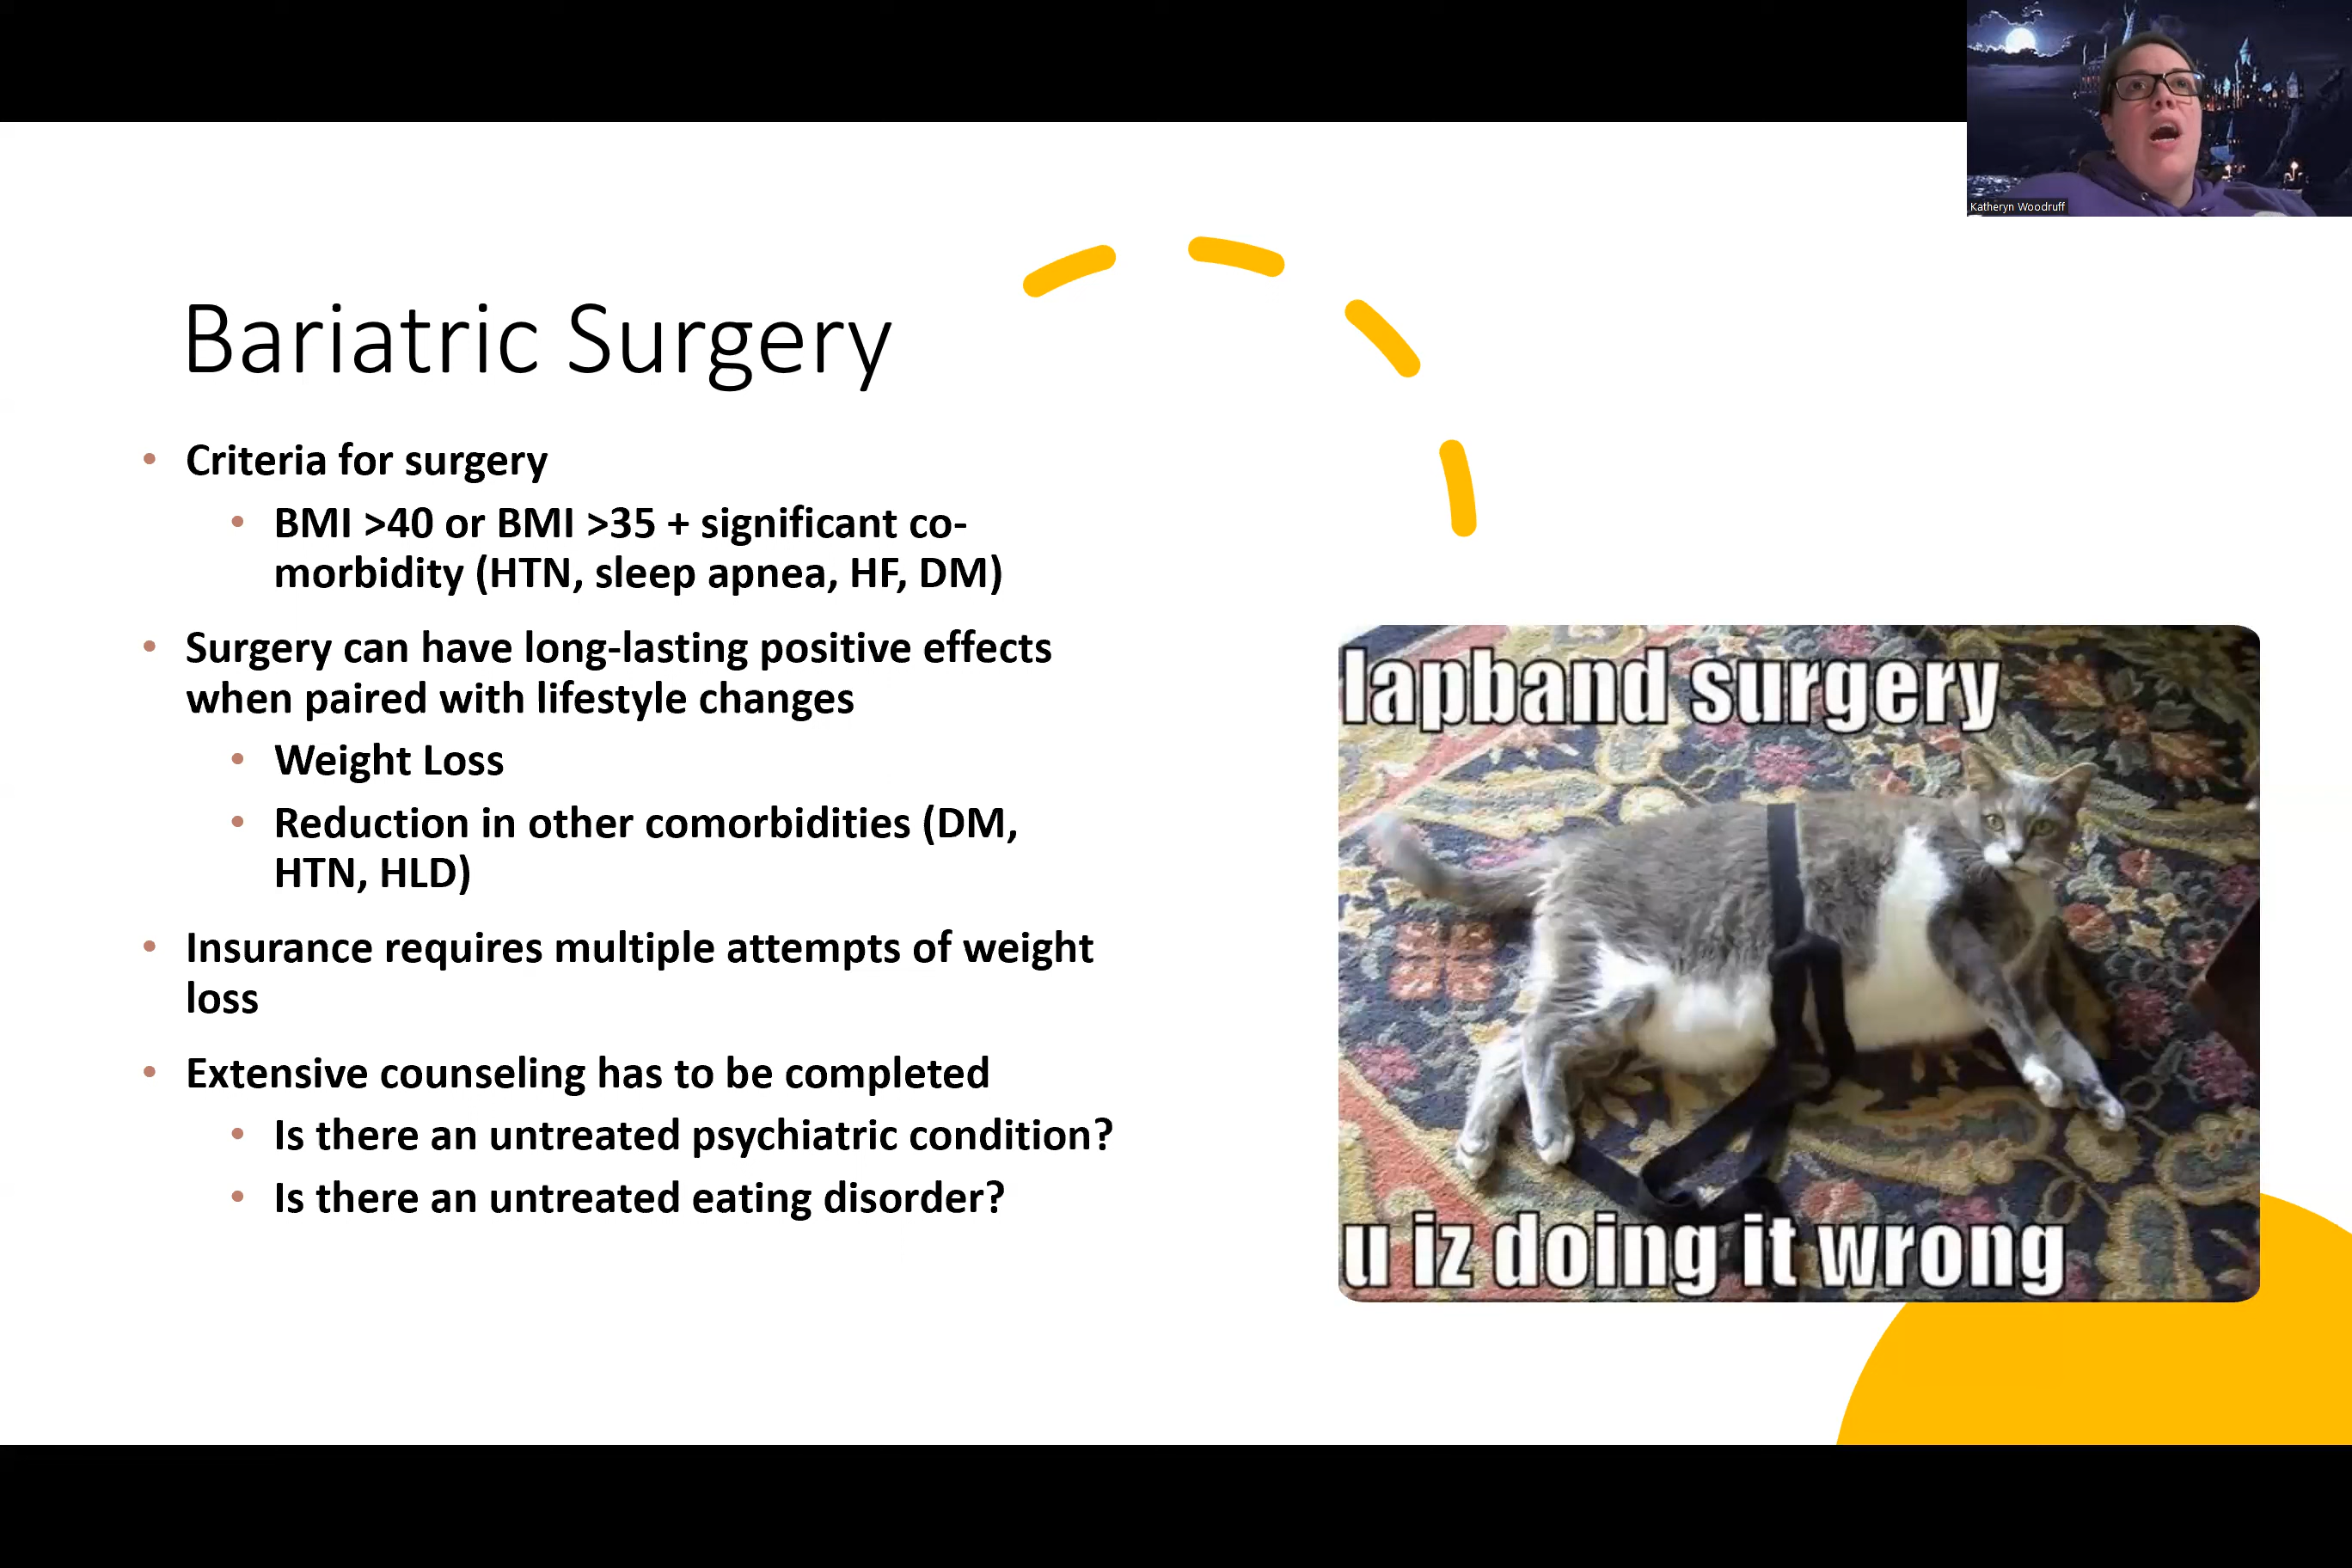 Katheryn Woodruff
Bariatric Surgery
• Criteria for surgery
• BMI >40 or BMI >35 + significant co-
morbidity (HTN, sleep apnea, HF, DM)
• Surgery can have long-lasting positive effects
when paired with lifestyle changes
• Weight Loss
• Reduction in other comorbidities (DM,
HTN, HLD)
• Insurance requires multiple attempts of weight
loss
• Extensive counseling has to be completed
• Is there an untreated psychiatric condition?
• Is there an untreated eating disorder?
lapband surgery
u iz doing it wrong